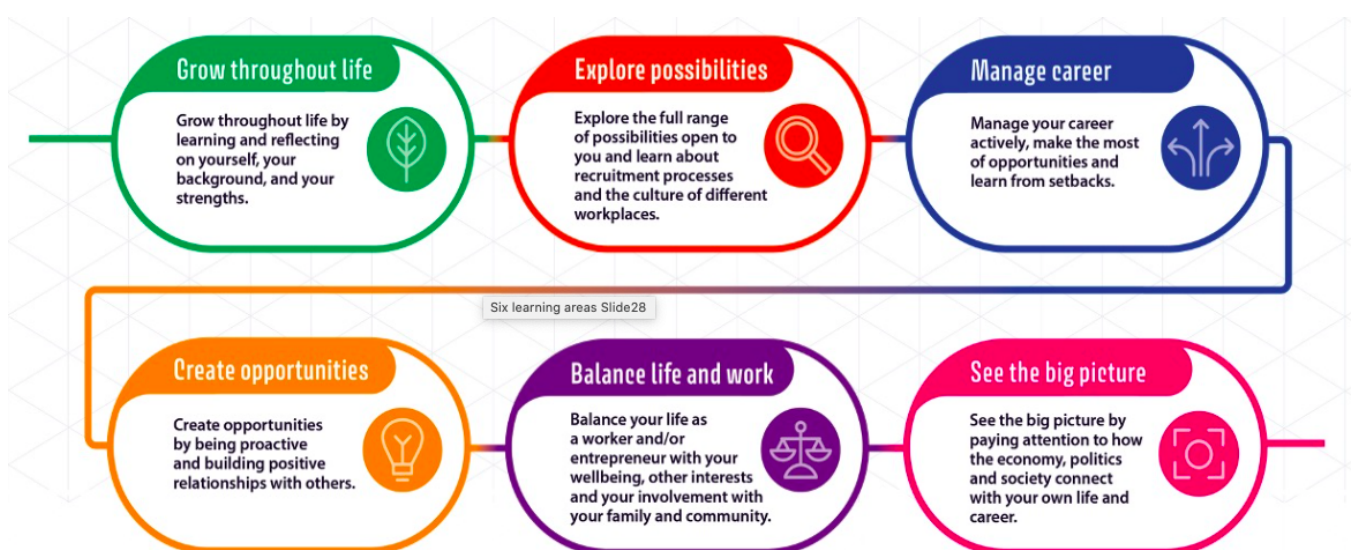 Grow throughout life
Grow throughout life by
learning and reflecting
on yourself, your
background, and your
strengths.
Explore possibilities
Explore the full range
of possibilities open to
you and learn about
recruitment processes
and the culture of different
workplaces.
Manage career
Manage your career
actively, make the most
of opportunities and
learn from setbacks.
Six learning areas Slide28
Create opportunities
Create opportunities
by being proactive
and building positive
relationships with others.
Balance life and work
Balance your life as
a worker and/or
entrepreneur with your
wellbeing, other interests
and your involvement with
your family and community.
See the big picture
See the big picture by
paying attention to how
the economy, politics
and society connect
with your own life and
career.